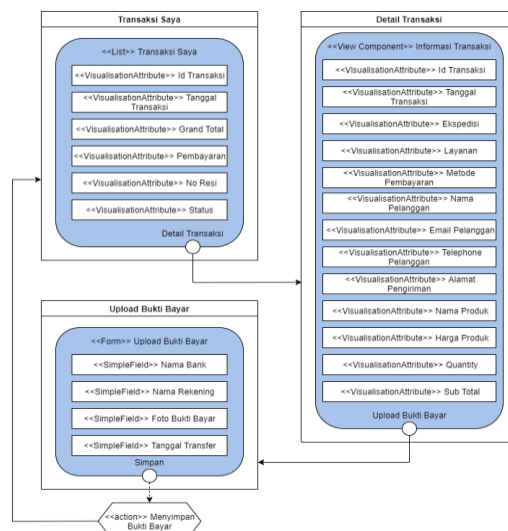 Transaksi Saya
<<List>> Transaksi Saya
<<VisualisationAttribute>> Id Transaksi
<<VisualisationAttribute>> Tanggal
Transaksi
<<VisualisationAttribute>> Grand Total
<<VisualisationAttribute>> Pembayaran
<<VisualisationAttribute>> No Resi
<<VisualisationAttribute>> Status
Detail Transaksi
Detail Transaksi
<<View Component>> Informasi Transaksi
<<VisualisationAttribute>> Id Transaksi
<<VisualisationAttribute>> Tanggal
Transaksi
<<VisualisationAttribute>> Ekspedisi
<<VisualisationAttribute>> Layanan
<<VisualisationAttribute>> Metode
Pembayaran
<<VisualisationAttribute>> Nama
Pelanggan
<<VisualisationAttribute>> Email Pelanggan
<<VisualisationAttribute>> Telephone
Pelanggan
<<VisualisationAttribute>> Alamat
Pengiriman
<<VisualisationAttribute>> Nama Produk
<<VisualisationAttribute>> Harga Produk
<<VisualisationAttribute>> Quantity
<<VisualisationAttribute>> Sub Total
Upload Bukti Bayar
Upload Bukti Bayar
<<Form>> Upload Bukti Bayar
<<SimpleField>> Nama Bank
<<SimpleField>> Nama Rekening
<<SimpleField>> Foto Bukti Bayar
<<SimpleField>> Tanggal Transfer
Simpan
<<action>> Menyimpan
Bukti Bayar